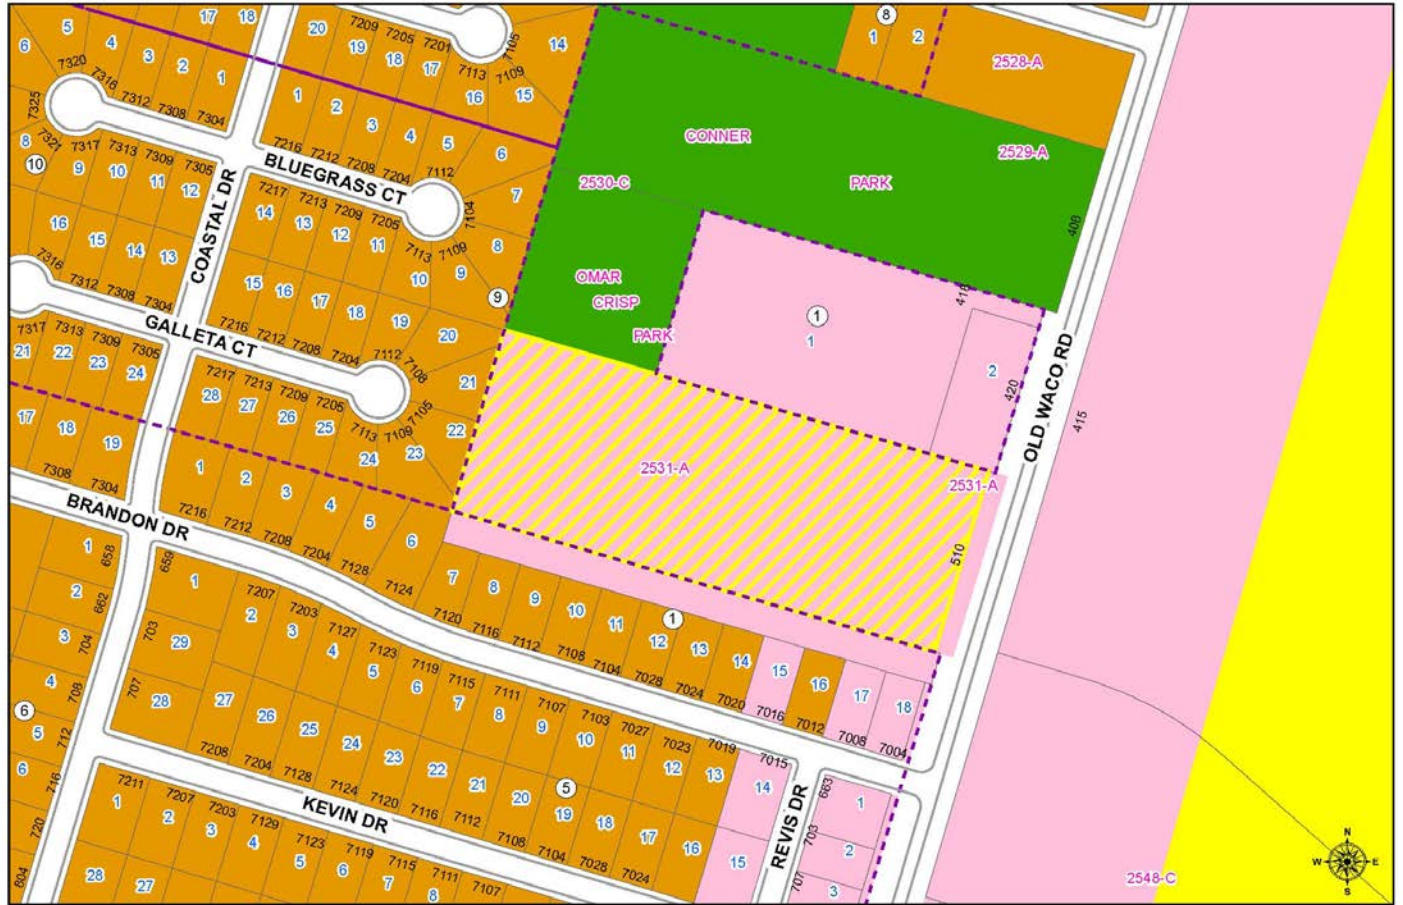 17 18
5 4 3 2 1
6
7320 7316 7312 7308 7304
20 19 18 17
7209 7205 7201
7105
14
7113 7109
16 15
8
1 2
2528-A
7325
7321
8
10
7317 7313 7309 7305
9 10 11 12
1 2 3 4 5 6
7216 7212 7208 7204 7112
BLUEGRASS CT
7104
7
8
9
9
CONNER
2529-A
2530-C
PARK
408
16 15 14 13
COASTAL DR
7217 7213 7209 7205
14 13 12 11
7113 7109
10
15 16 17 18 19 20
OMAR
CRISP
PARK
418
1
1
2
420
OLD WACO RD
415
7316 7312 7308 7304
GALLETA CT
7216 7212 7208 7204 7112
7108
21
7105
22
7317 7313 7309 7305
21 22 23 24
7217 7213 7209 7205
28 27 26 25
7113 7109
24 23
17 18 19
7308 7304
BRANDON DR
1 2 3 4 5 6
7216 7212 7208 7204 7128 7124
2531-A
2531-A
510
1
658
2
662
3
704
4
708
6
5
712
6
716
720
804
659
1
703
29
707
28
7 8 9 10 11 12 13 14 15 16 17 18
1
7120 7116 7112 7108 7104 7028 7024 7020 7016 7012 7008 7004
7207 7203 7127 7123 7119 7115 7111 7107 7103 7027 7023 7019 7015
2 3 4 5 6 7 8 9 10 11 12 13 14
27 26 25 24 23 22 21 20 19 18 17 16 15
5
7208 7204 7128 7124 7120 7116 7112 7108 7104 7028 7024
KEVIN DR
7211 7207 7203 7129 7123 7119 7115 7111 7107
1 2 3 4 5 6 7 8
28 27
REVIS DR
683
1
703
2
707
3
2548-C
N
W E
S